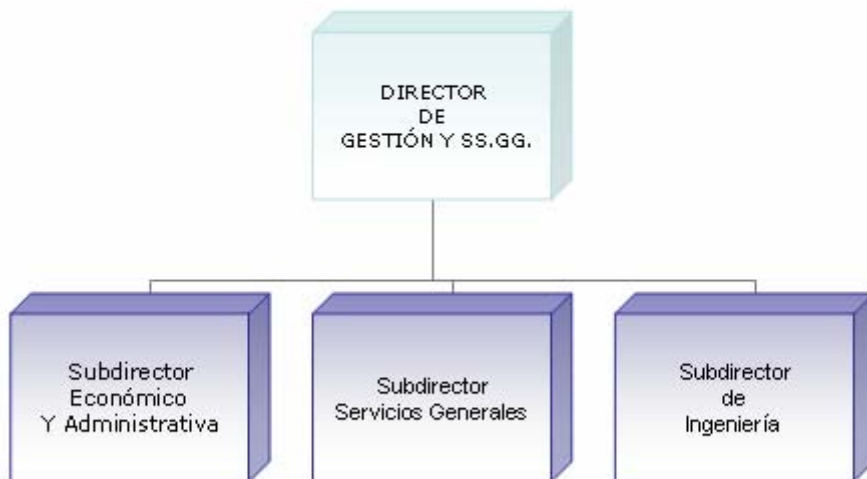 DIRECTOR
DE
GESTIÓN Y SS.GG.
Subdirector
Económico
Y Administrativa
Subdirector
Servicios Generales
Subdirector
de
Ingeniería